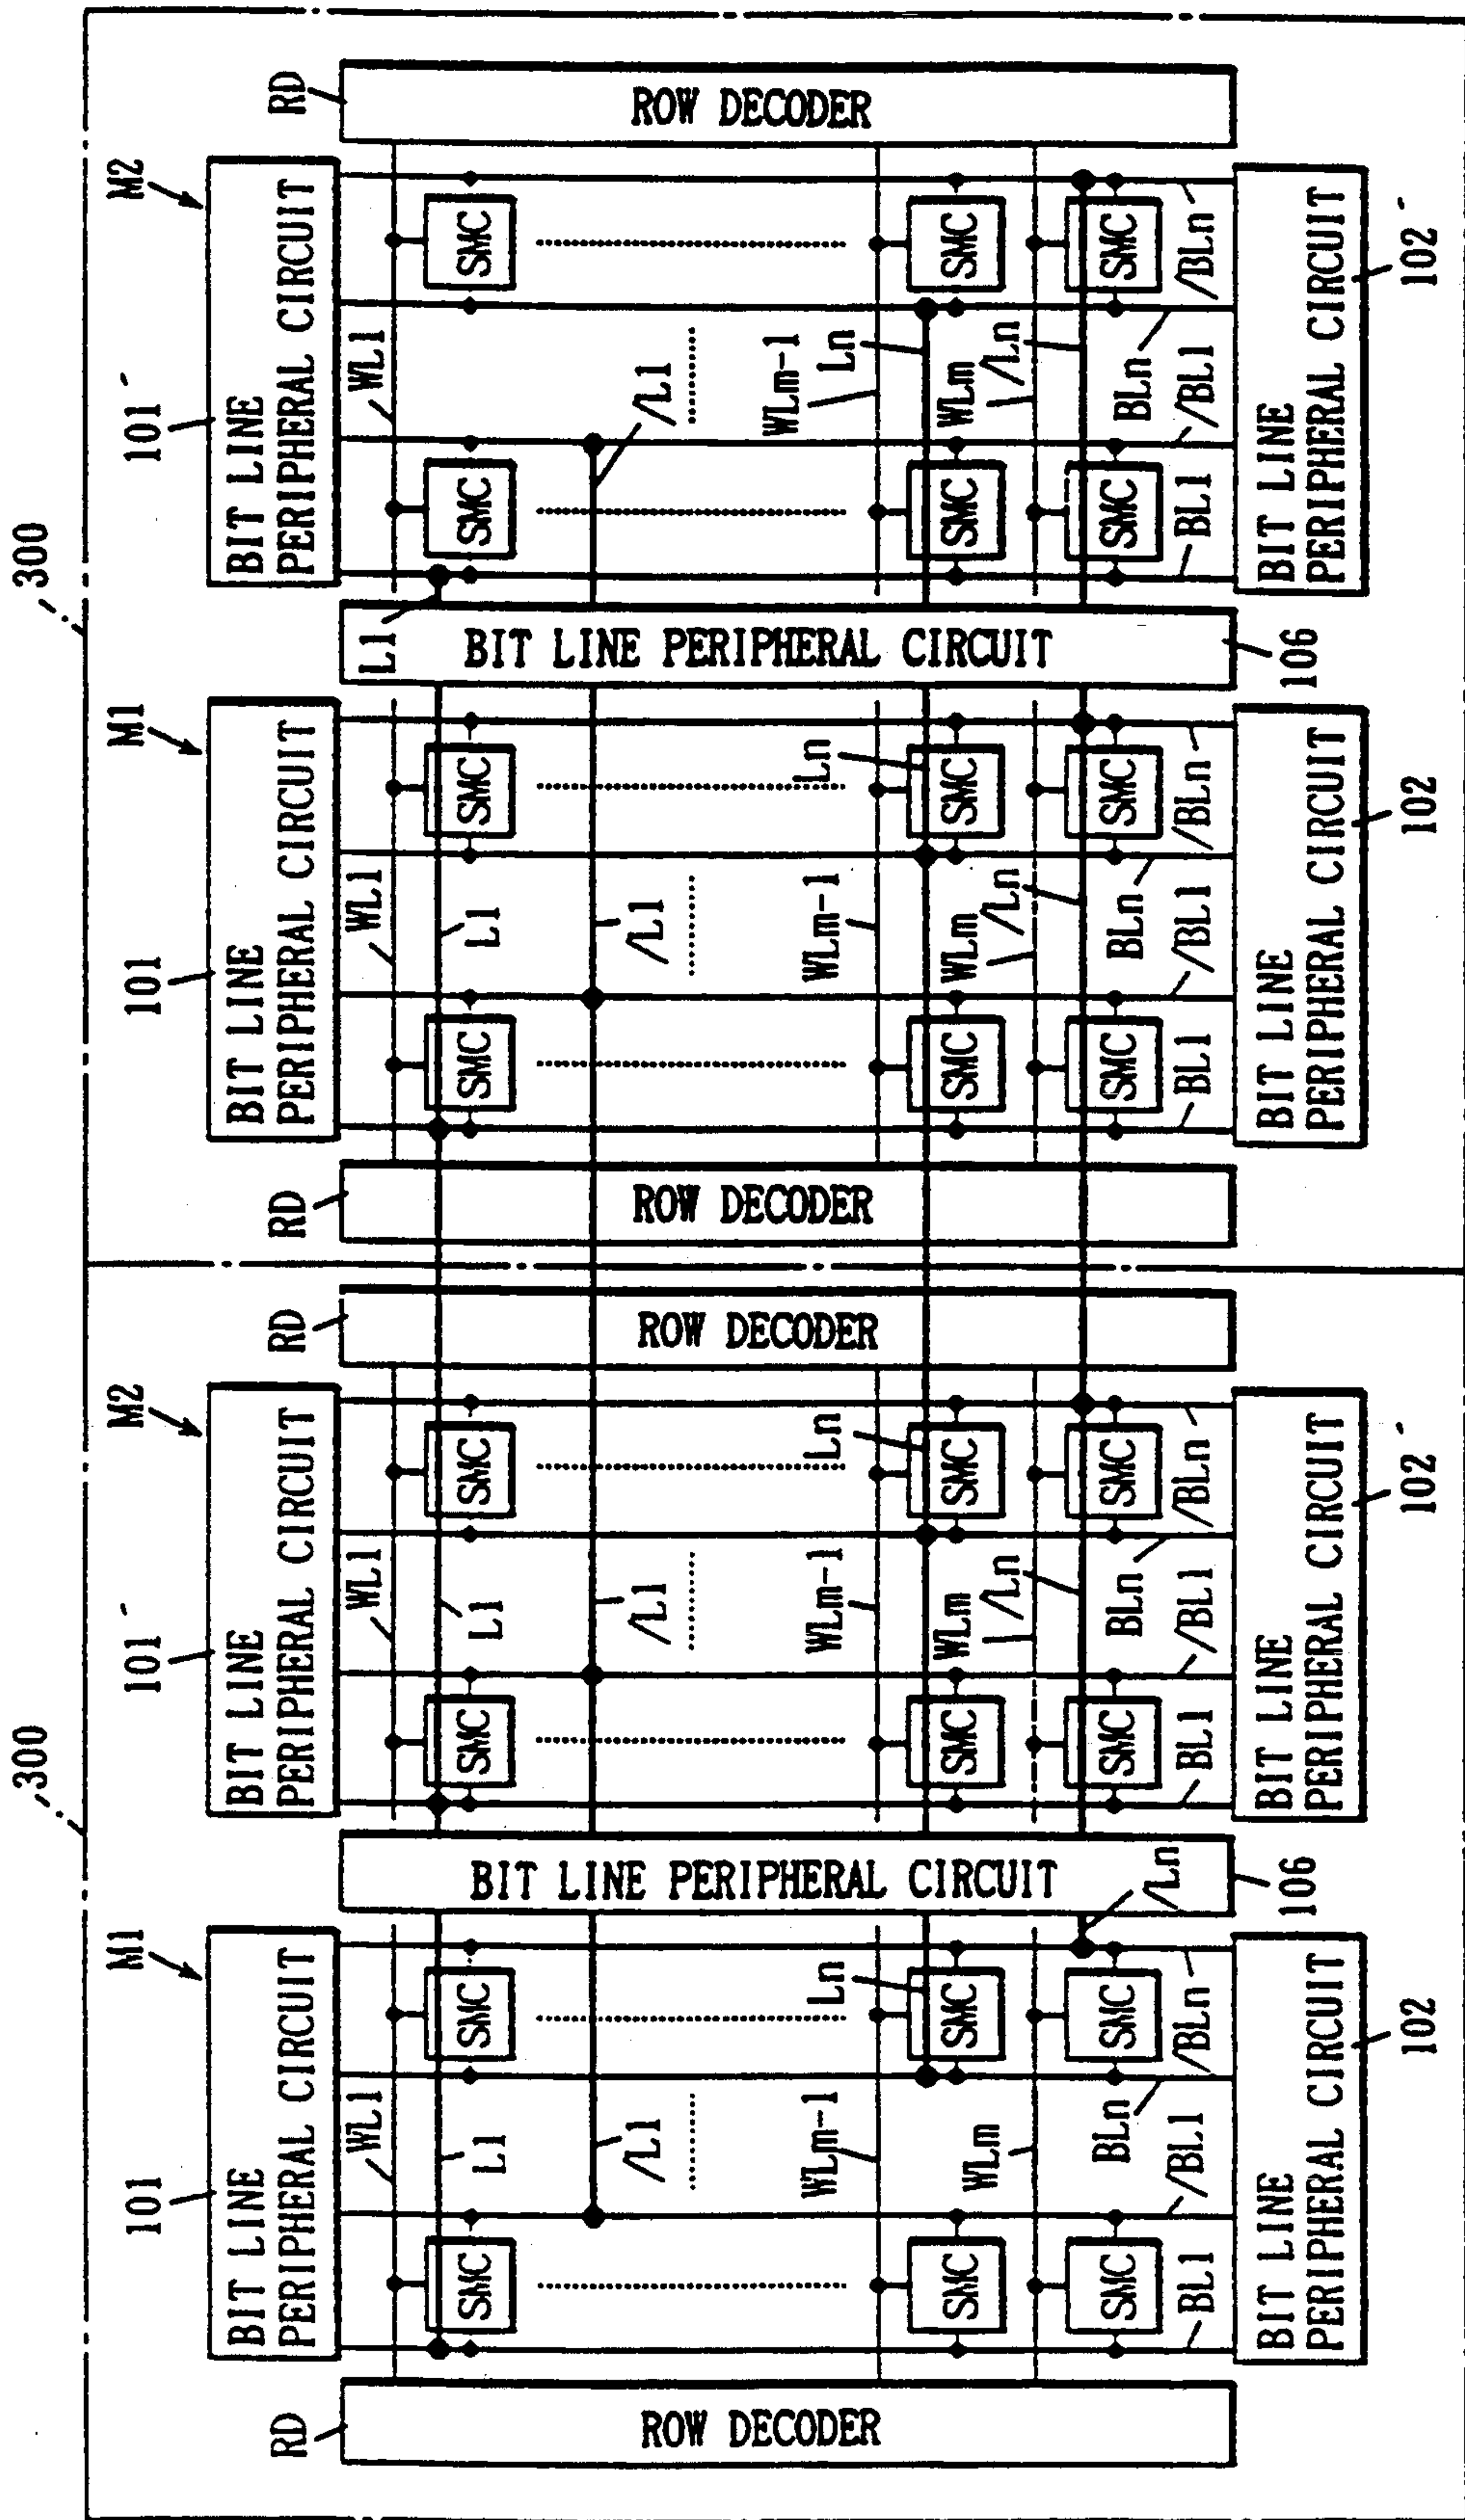 300 300
M1 M2 M1 M2
101 101´ 101 101´
BIT LINE BIT LINE BIT LINE BIT LINE
PERIPHERAL CIRCUIT PERIPHERAL CIRCUIT PERIPHERAL CIRCUIT PERIPHERAL CIRCUIT
RD RD RD RD
WL1 WL1 WL1 L1 WL1
SMC L1 SMC SMC L1 SMC SMC L1 SMC SMC SMC
/L1 /L1 /L1 /L1
ROW DECODER BIT LINE PERIPHERAL CIRCUIT ROW DECODER ROW DECODER BIT LINE PERIPHERAL CIRCUIT ROW DECODER
WLm-1 Ln WLm-1 Ln WLm-1 Ln WLm-1 Ln
SMC SMC SMC SMC SMC SMC SMC SMC
WLm WLm /Ln WLm /Ln WLm /Ln
SMC BLn SMC SMC BLn SMC SMC BLn SMC SMC BLn SMC
/Ln
BL1 /BL1 /BLn BL1 /BL1 /BLn BL1 /BL1 /BLn BL1 /BL1 /BLn
BIT LINE BIT LINE BIT LINE BIT LINE
106 106
PERIPHERAL CIRCUIT PERIPHERAL CIRCUIT PERIPHERAL CIRCUIT PERIPHERAL CIRCUIT
102 102´ 102 102´